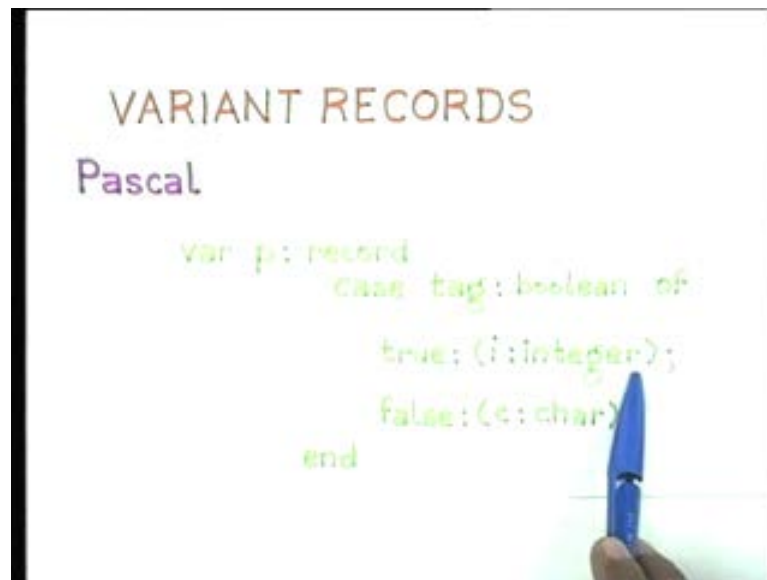 VARIANT RECORDS
Pascal
var p: record
case tag: boolean of
true: (i: integer);
false: (c: char)
end